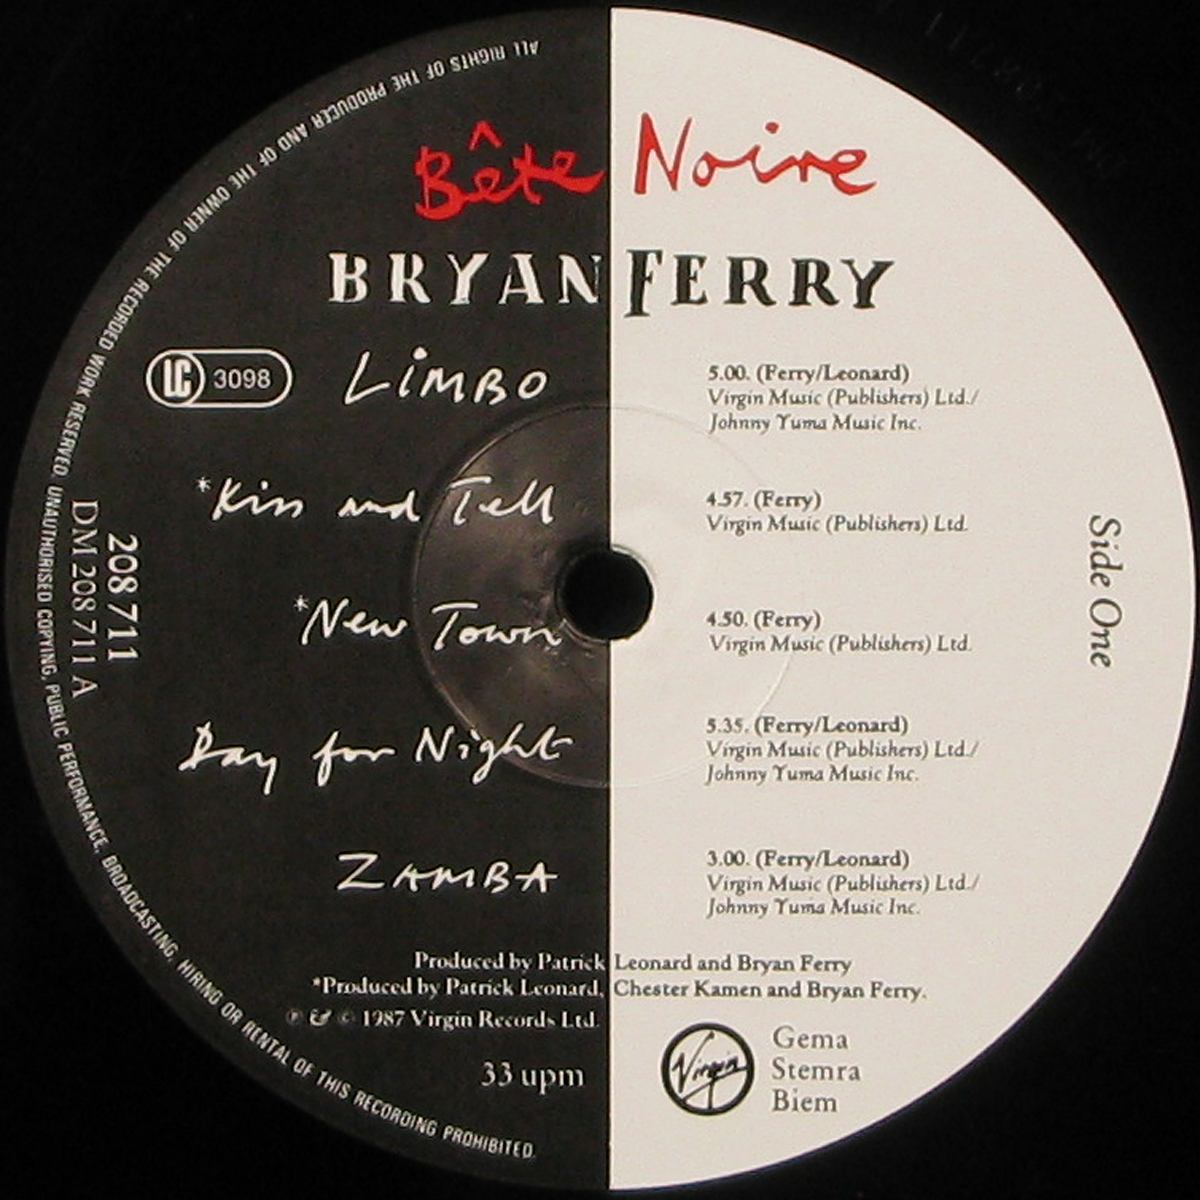 Bête Noire
BRYAN FERRY
LC 3098
LiMBO
5.00. (Ferry/Leonard)
Virgin Music (Publishers) Ltd./
Johnny Yuma Music Inc.
*Kiss and Tell
4.57. (Ferry)
Virgin Music (Publishers) Ltd.
*New Town
4.50. (Ferry)
Virgin Music (Publishers) Ltd.
Day for Night
5.35. (Ferry/Leonard)
Virgin Music (Publishers) Ltd./
Johnny Yuma Music Inc.
ZAMBA
3.00. (Ferry/Leonard)
Virgin Music (Publishers) Ltd./
Johnny Yuma Music Inc.
208 711
DM 208 711 A
Side One
Produced by Patrick Leonard and Bryan Ferry
*Produced by Patrick Leonard, Chester Kamen and Bryan Ferry.
℗ & © 1987 Virgin Records Ltd.
33 upm
Virgin
Gema
Stemra
Biem
ALL RIGHTS OF THE PRODUCER AND OF THE OWNER OF THE RECORDED WORK RESERVED. UNAUTHORISED COPYING, PUBLIC PERFORMANCE, BROADCASTING, HIRING OR RENTAL OF THIS RECORDING PROHIBITED.